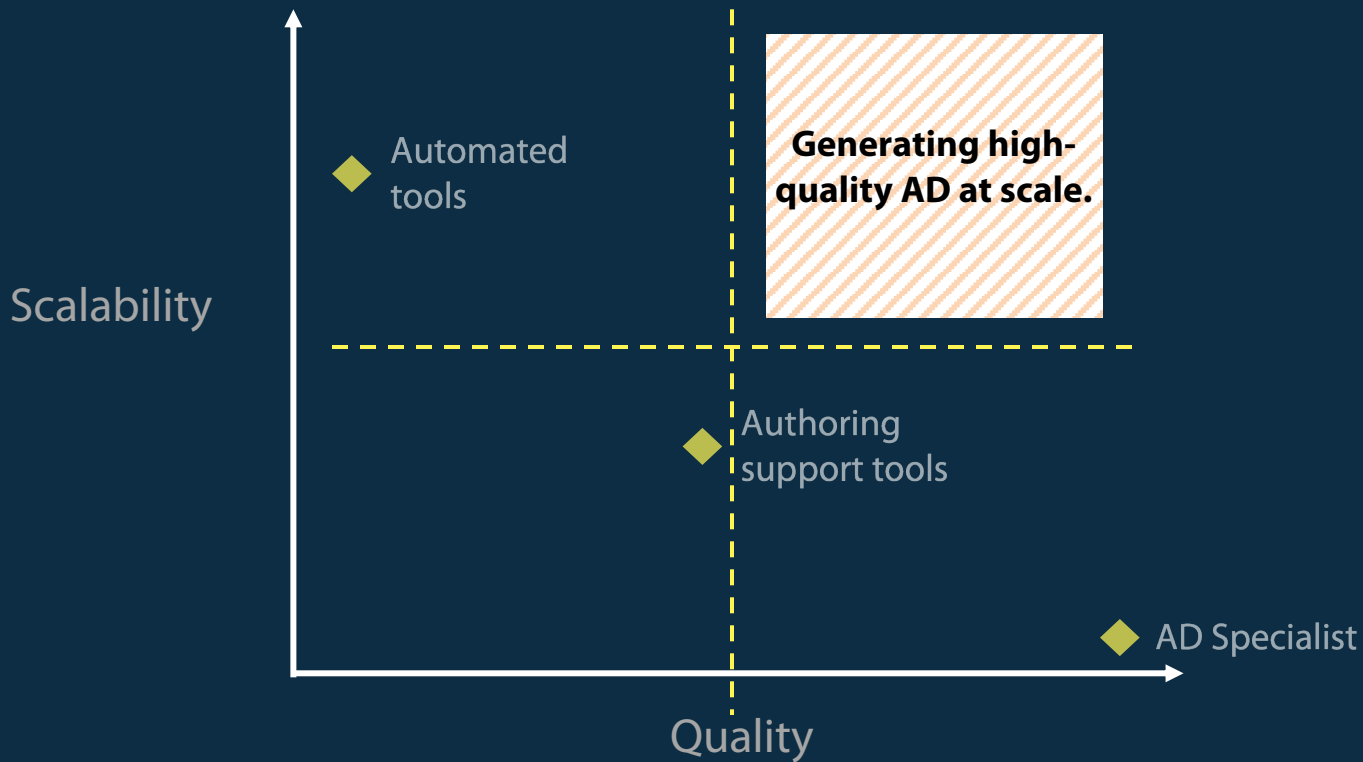 Automated
tools
Generating high-
quality AD at scale.
Scalability
Authoring
support tools
AD Specialist
Quality